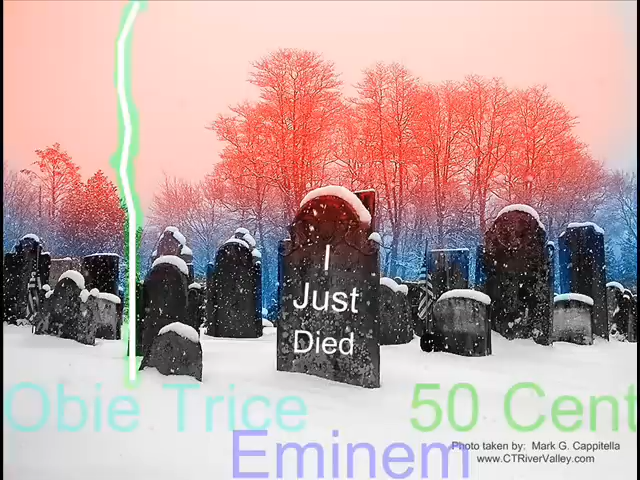 I
Just
Died
Obie Trice
50 Cent
Eminem
Photo taken by: Mark G. Cappitella
www.CTRiverValley.com